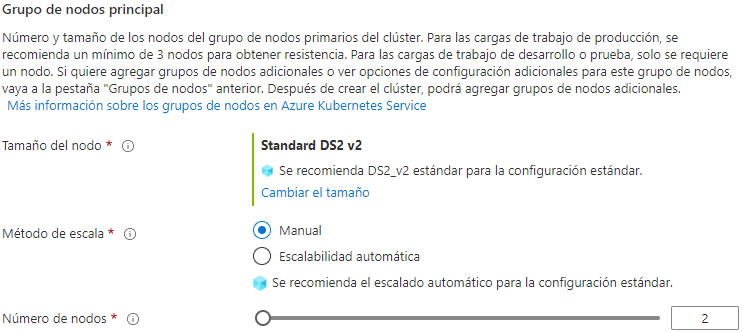 Grupo de nodos principal
Número y tamaño de los nodos del grupo de nodos primarios del clúster. Para las cargas de trabajo de producción, se
recomienda un mínimo de 3 nodos para obtener resistencia. Para las cargas de trabajo de desarrollo o prueba, solo se requiere
un nodo. Si quiere agregar grupos de nodos adicionales o ver opciones de configuración adicionales para este grupo de nodos,
vaya a la pestaña "Grupos de nodos" anterior. Después de crear el clúster, podrá agregar grupos de nodos adicionales.
Más información sobre los grupos de nodos en Azure Kubernetes Service
Tamaño del nodo *
Standard DS2 v2
Se recomienda DS2_v2 estándar para la configuración estándar.
Cambiar el tamaño
Método de escala *
Manual
Escalabilidad automática
Se recomienda el escalado automático para la configuración estándar.
Número de nodos *
2